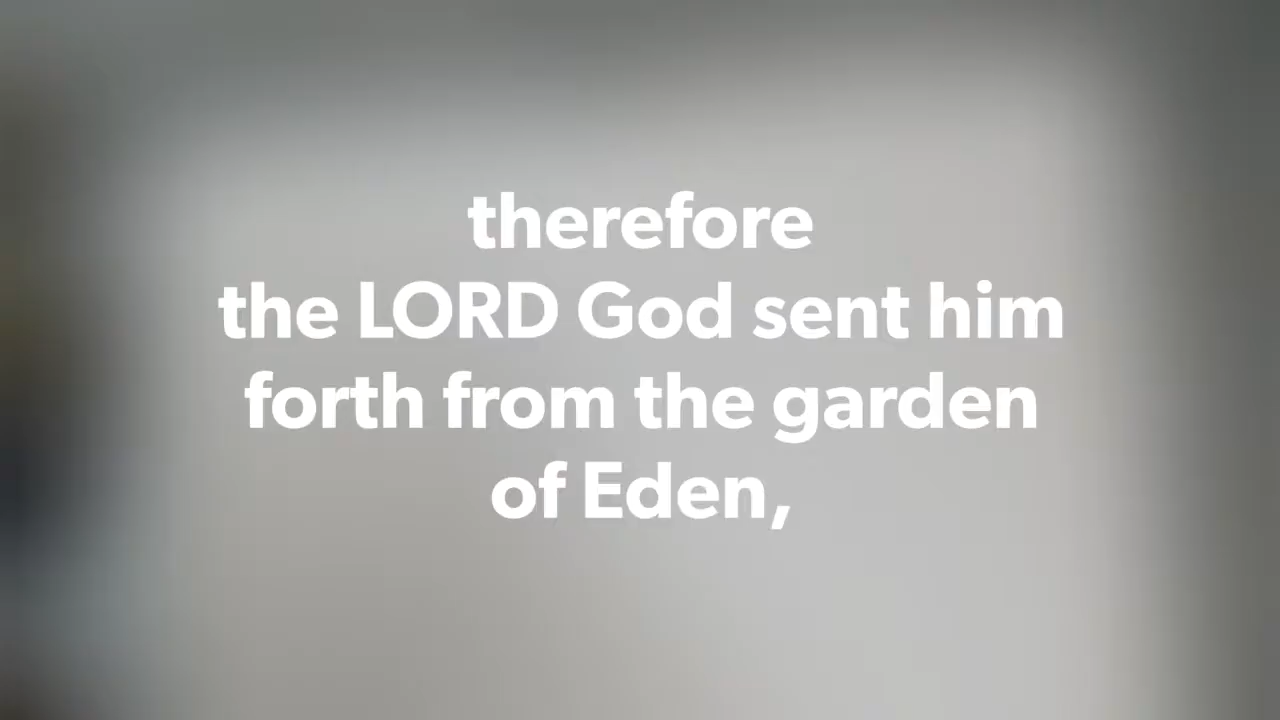 therefore
the LORD God sent him
forth from the garden
of Eden,